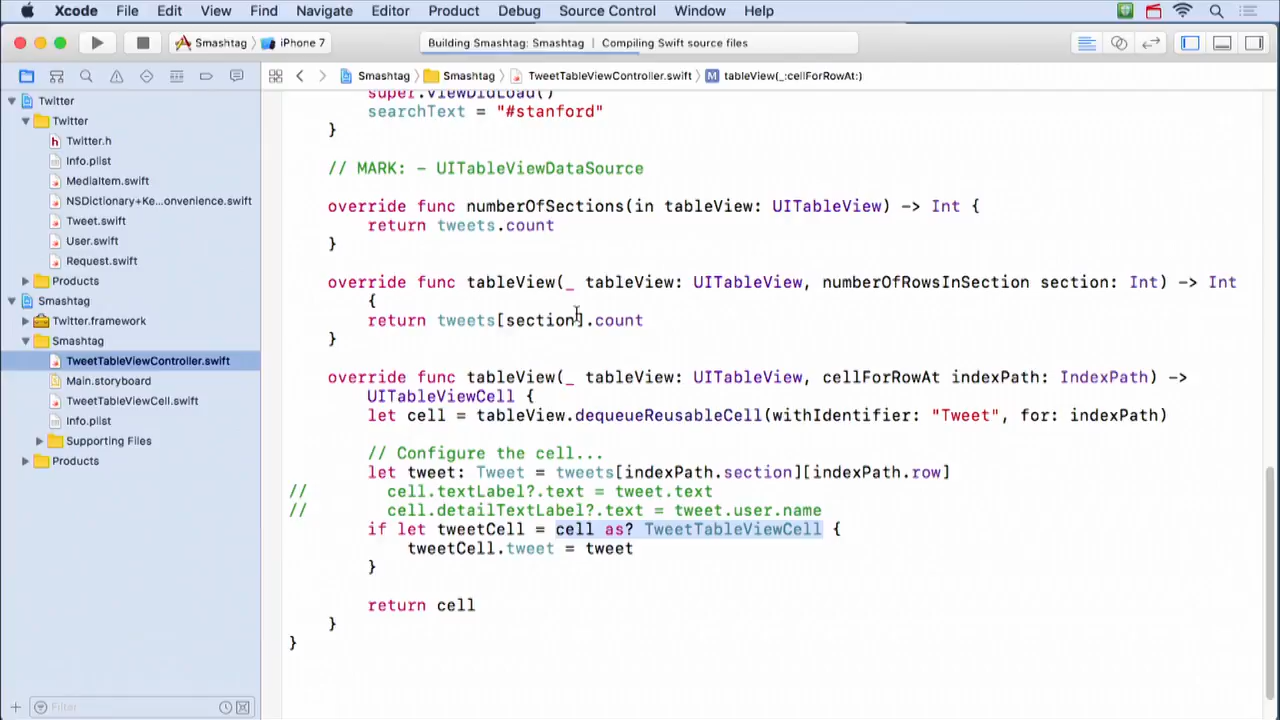 Xcode File Edit View Find Navigate Editor Product Debug Source Control Window Help
Smashtag iPhone 7 Building Smashtag: Smashtag | Compiling Swift source files
Smashtag Smashtag TweetTableViewController.swift M tableView(_:cellForRowAt:)
Twitter
Twitter
Twitter.h
Info.plist
MediaItem.swift
NSDictionary+Ke...onvenience.swift
Tweet.swift
User.swift
Request.swift
Products
Smashtag
Twitter.framework
Smashtag
TweetTableViewController.swift
Main.storyboard
TweetTableViewCell.swift
Info.plist
Supporting Files
Products
Filter
super.viewDidLoad()
searchText = "#stanford"
}
// MARK: - UITableViewDataSource
override func numberOfSections(in tableView: UITableView) -> Int {
return tweets.count
}
override func tableView(_ tableView: UITableView, numberOfRowsInSection section: Int) -> Int
{
return tweets[section].count
}
override func tableView(_ tableView: UITableView, cellForRowAt indexPath: IndexPath) ->
UITableViewCell {
let cell = tableView.dequeueReusableCell(withIdentifier: "Tweet", for: indexPath)
// Configure the cell...
let tweet: Tweet = tweets[indexPath.section][indexPath.row]
// cell.textLabel?.text = tweet.text
// cell.detailTextLabel?.text = tweet.user.name
if let tweetCell = cell as? TweetTableViewCell {
tweetCell.tweet = tweet
}
return cell
}
}